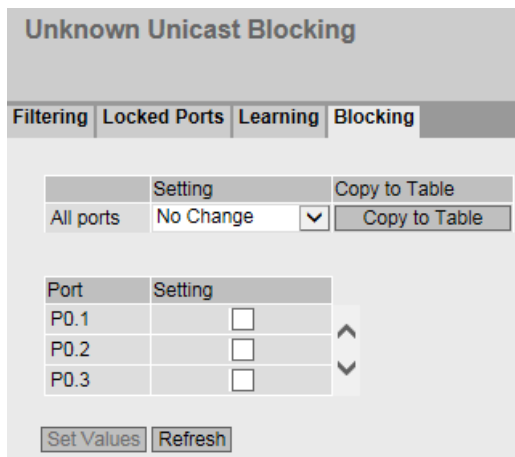 Unknown Unicast Blocking
Filtering Locked Ports Learning Blocking
Setting Copy to Table
All ports No Change Copy to Table
Port Setting
P0.1
P0.2
P0.3
Set Values Refresh